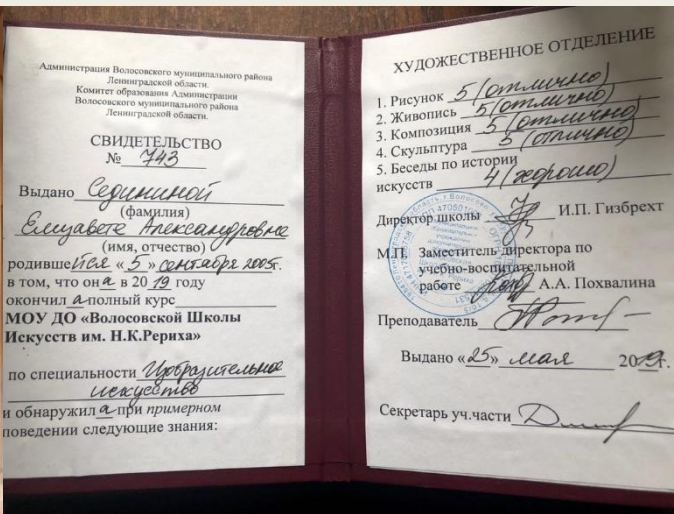 Администрация Волосовского муниципального района
Ленинградской области.
Комитет образования Администрации
Волосовского муниципального района
Ленинградской области.
СВИДЕТЕЛЬСТВО
№ 743
Выдано Седининой
(фамилия)
Елизавете Александровне
(имя, отчество)
родившейся «5» сентября 2005г.
в том, что она в 2019 году
окончила полный курс
МОУ ДО «Волосовской Школы
Искусств им. Н.К.Рериха»
по специальности Изобразительное
искусство
и обнаружила при примерном
поведении следующие знания:
ХУДОЖЕСТВЕННОЕ ОТДЕЛЕНИЕ
1. Рисунок 5 (отлично)
2. Живопись 5 (отлично)
3. Композиция 5 (отлично)
4. Скульптура 5 (отлично)
5. Беседы по истории
искусств 4 (хорошо)
Директор школы И.П. Гизбрехт
М.П. Заместитель директора по
учебно-воспитательной
работе А.А. Похвалина
Преподаватель
Выдано «25» мая 2019г.
Секретарь уч.части